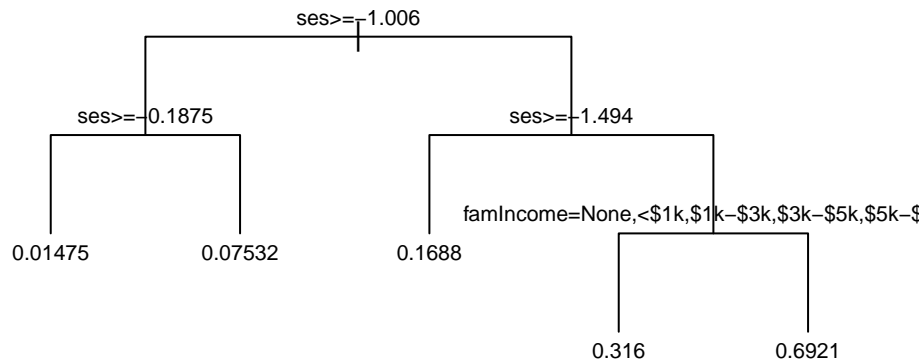 ses>=−1.006
ses>=−0.1875
ses>=−1.494
famIncome=None,<$1k,$1k−$3k,$3k−$5k,$5k−$
0.01475
0.07532
0.1688
0.316
0.6921